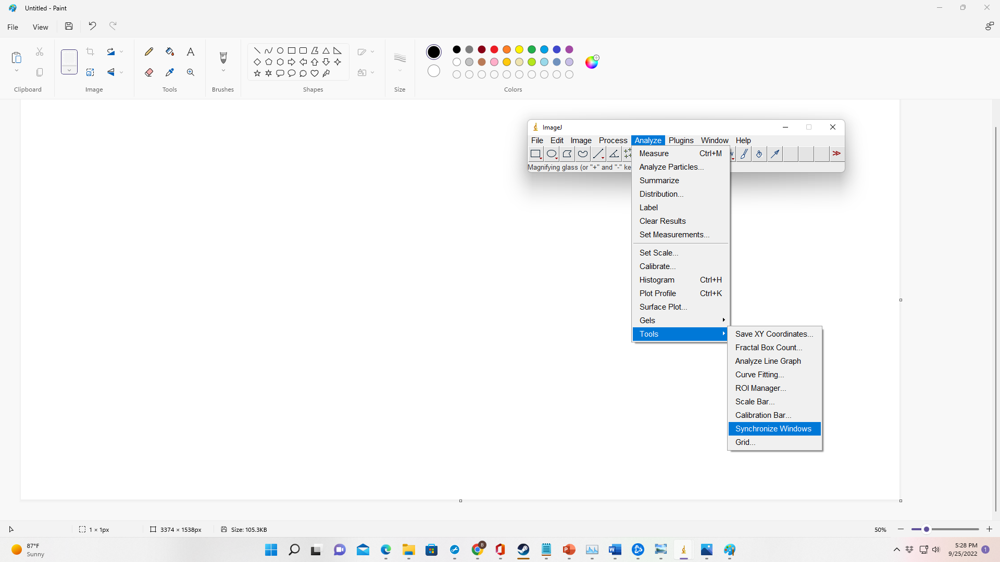 Untitled - Paint
File View
Clipboard
Image
Tools
Brushes
Shapes
Size
Colors
ImageJ
File Edit Image Process Analyze Plugins Window Help
Magnifying glass (or "+" and "-" ke
Measure Ctrl+M
Analyze Particles...
Summarize
Distribution...
Label
Clear Results
Set Measurements...
Set Scale...
Calibrate...
Histogram Ctrl+H
Plot Profile Ctrl+K
Surface Plot...
Gels
Tools
Save XY Coordinates...
Fractal Box Count...
Analyze Line Graph
Curve Fitting...
ROI Manager...
Scale Bar...
Calibration Bar...
Synchronize Windows
Grid...
1 × 1px
3374 × 1538px
Size: 105.3KB
50%
87°F
Sunny
B
5:28 PM
9/25/2022
1